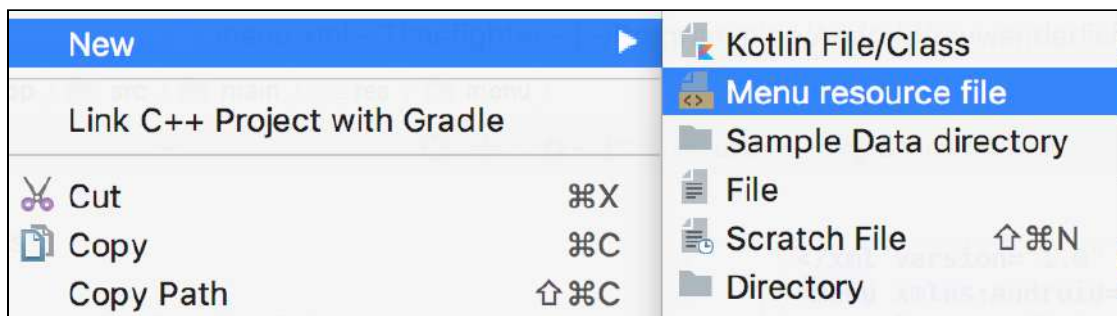 New
Link C++ Project with Gradle
Cut ⌘X
Copy ⌘C
Copy Path ⇧⌘C
Kotlin File/Class
Menu resource file
Sample Data directory
File
Scratch File ⇧⌘N
Directory